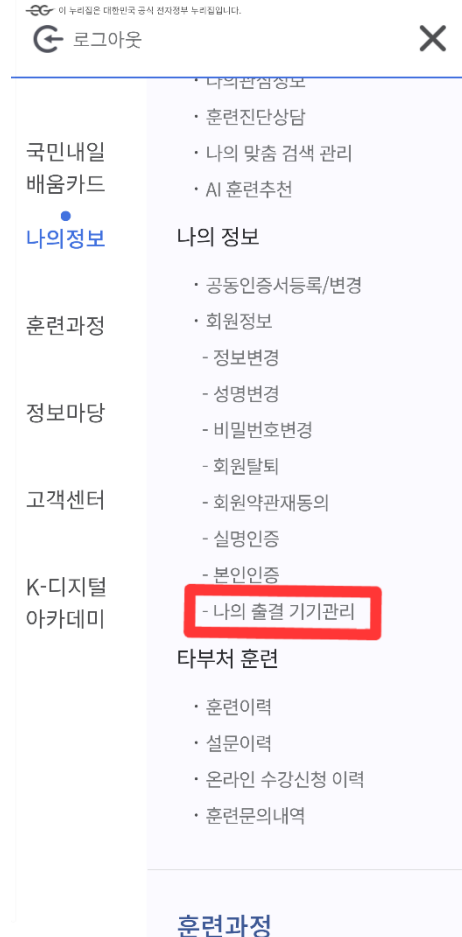 이 누리집은 대한민국 공식 전자정부 누리집입니다.
로그아웃
국민내일
배움카드
나의정보
훈련과정
정보마당
고객센터
K-디지털
아카데미
· 나의관심정보
· 훈련진단상담
· 나의 맞춤 검색 관리
· AI 훈련추천
나의 정보
· 공동인증서등록/변경
· 회원정보
- 정보변경
- 성명변경
- 비밀번호변경
- 회원탈퇴
- 회원약관재동의
- 실명인증
- 본인인증
- 나의 출결 기기관리
타부처 훈련
· 훈련이력
· 설문이력
· 온라인 수강신청 이력
· 훈련문의내역
훈련과정